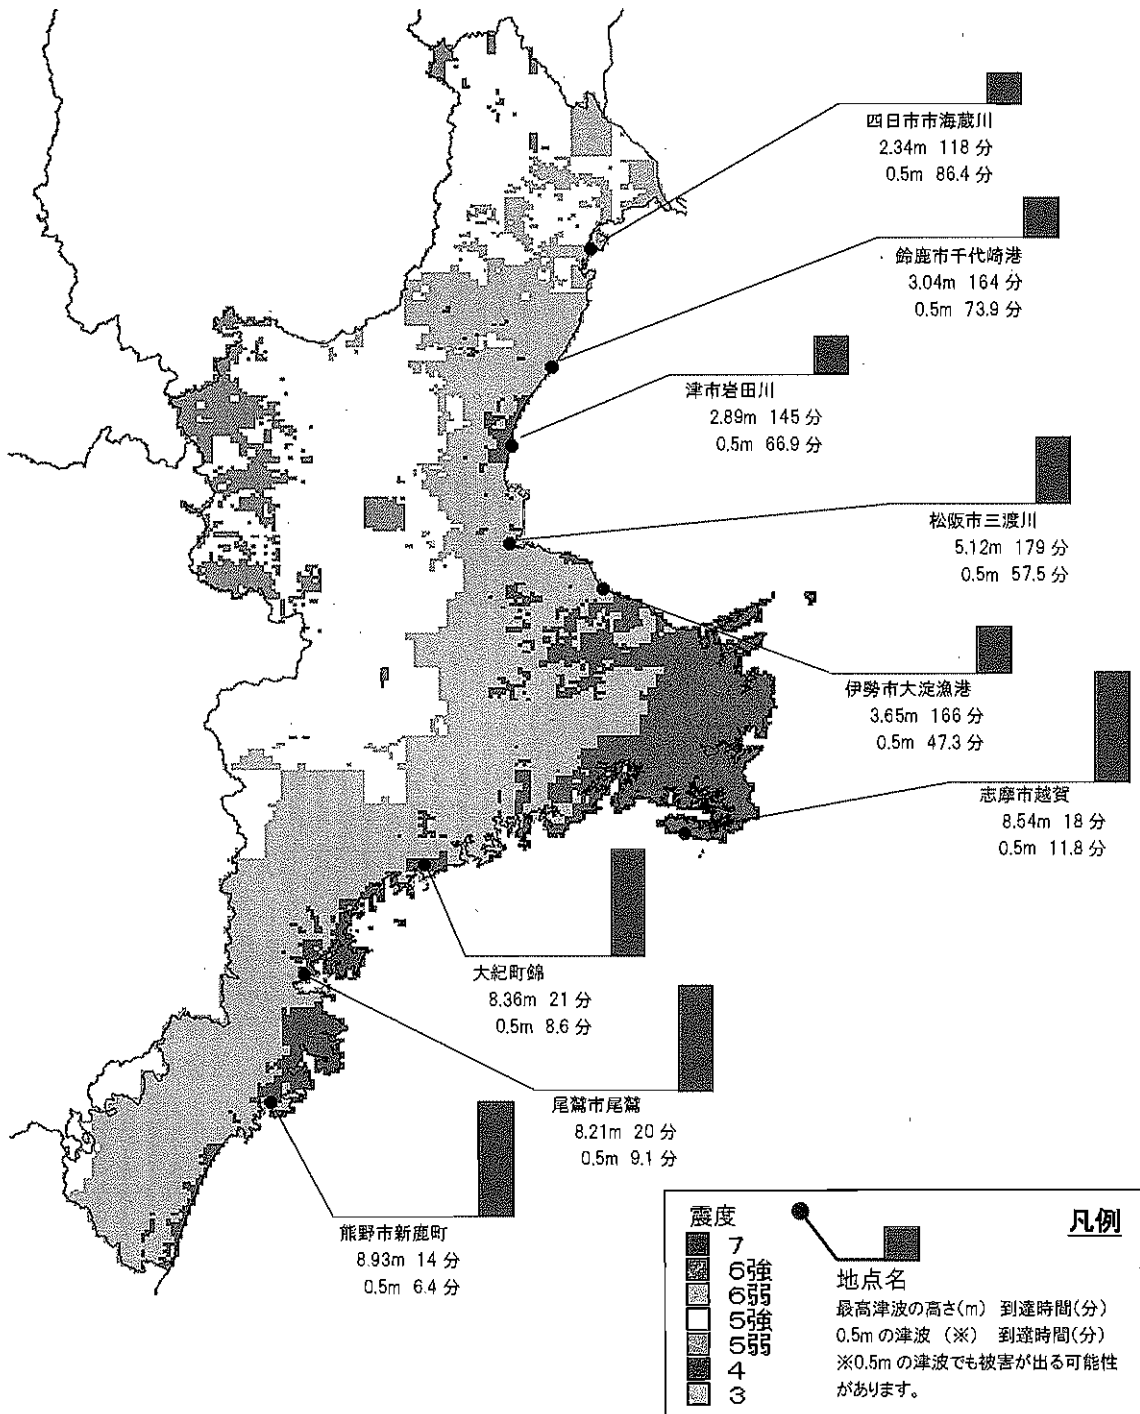 四日市市海蔵川
2.34m 118 分
0.5m 86.4 分
鈴鹿市千代崎港
3.04m 164 分
0.5m 73.9 分
津市岩田川
2.89m 145 分
0.5m 66.9 分
松阪市三渡川
5.12m 179 分
0.5m 57.5 分
伊勢市大淀漁港
3.65m 166 分
0.5m 47.3 分
志摩市越賀
8.54m 18 分
0.5m 11.8 分
大紀町錦
8.36m 21 分
0.5m 8.6 分
尾鷲市尾鷲
8.21m 20 分
0.5m 9.1 分
熊野市新鹿町
8.93m 14 分
0.5m 6.4 分
凡例
震度
7
6強
6弱
5強
5弱
4
3
地点名
最高津波の高さ(m) 到達時間(分)
0.5m の津波 (※) 到達時間(分)
※0.5m の津波でも被害が出る可能性
があります。